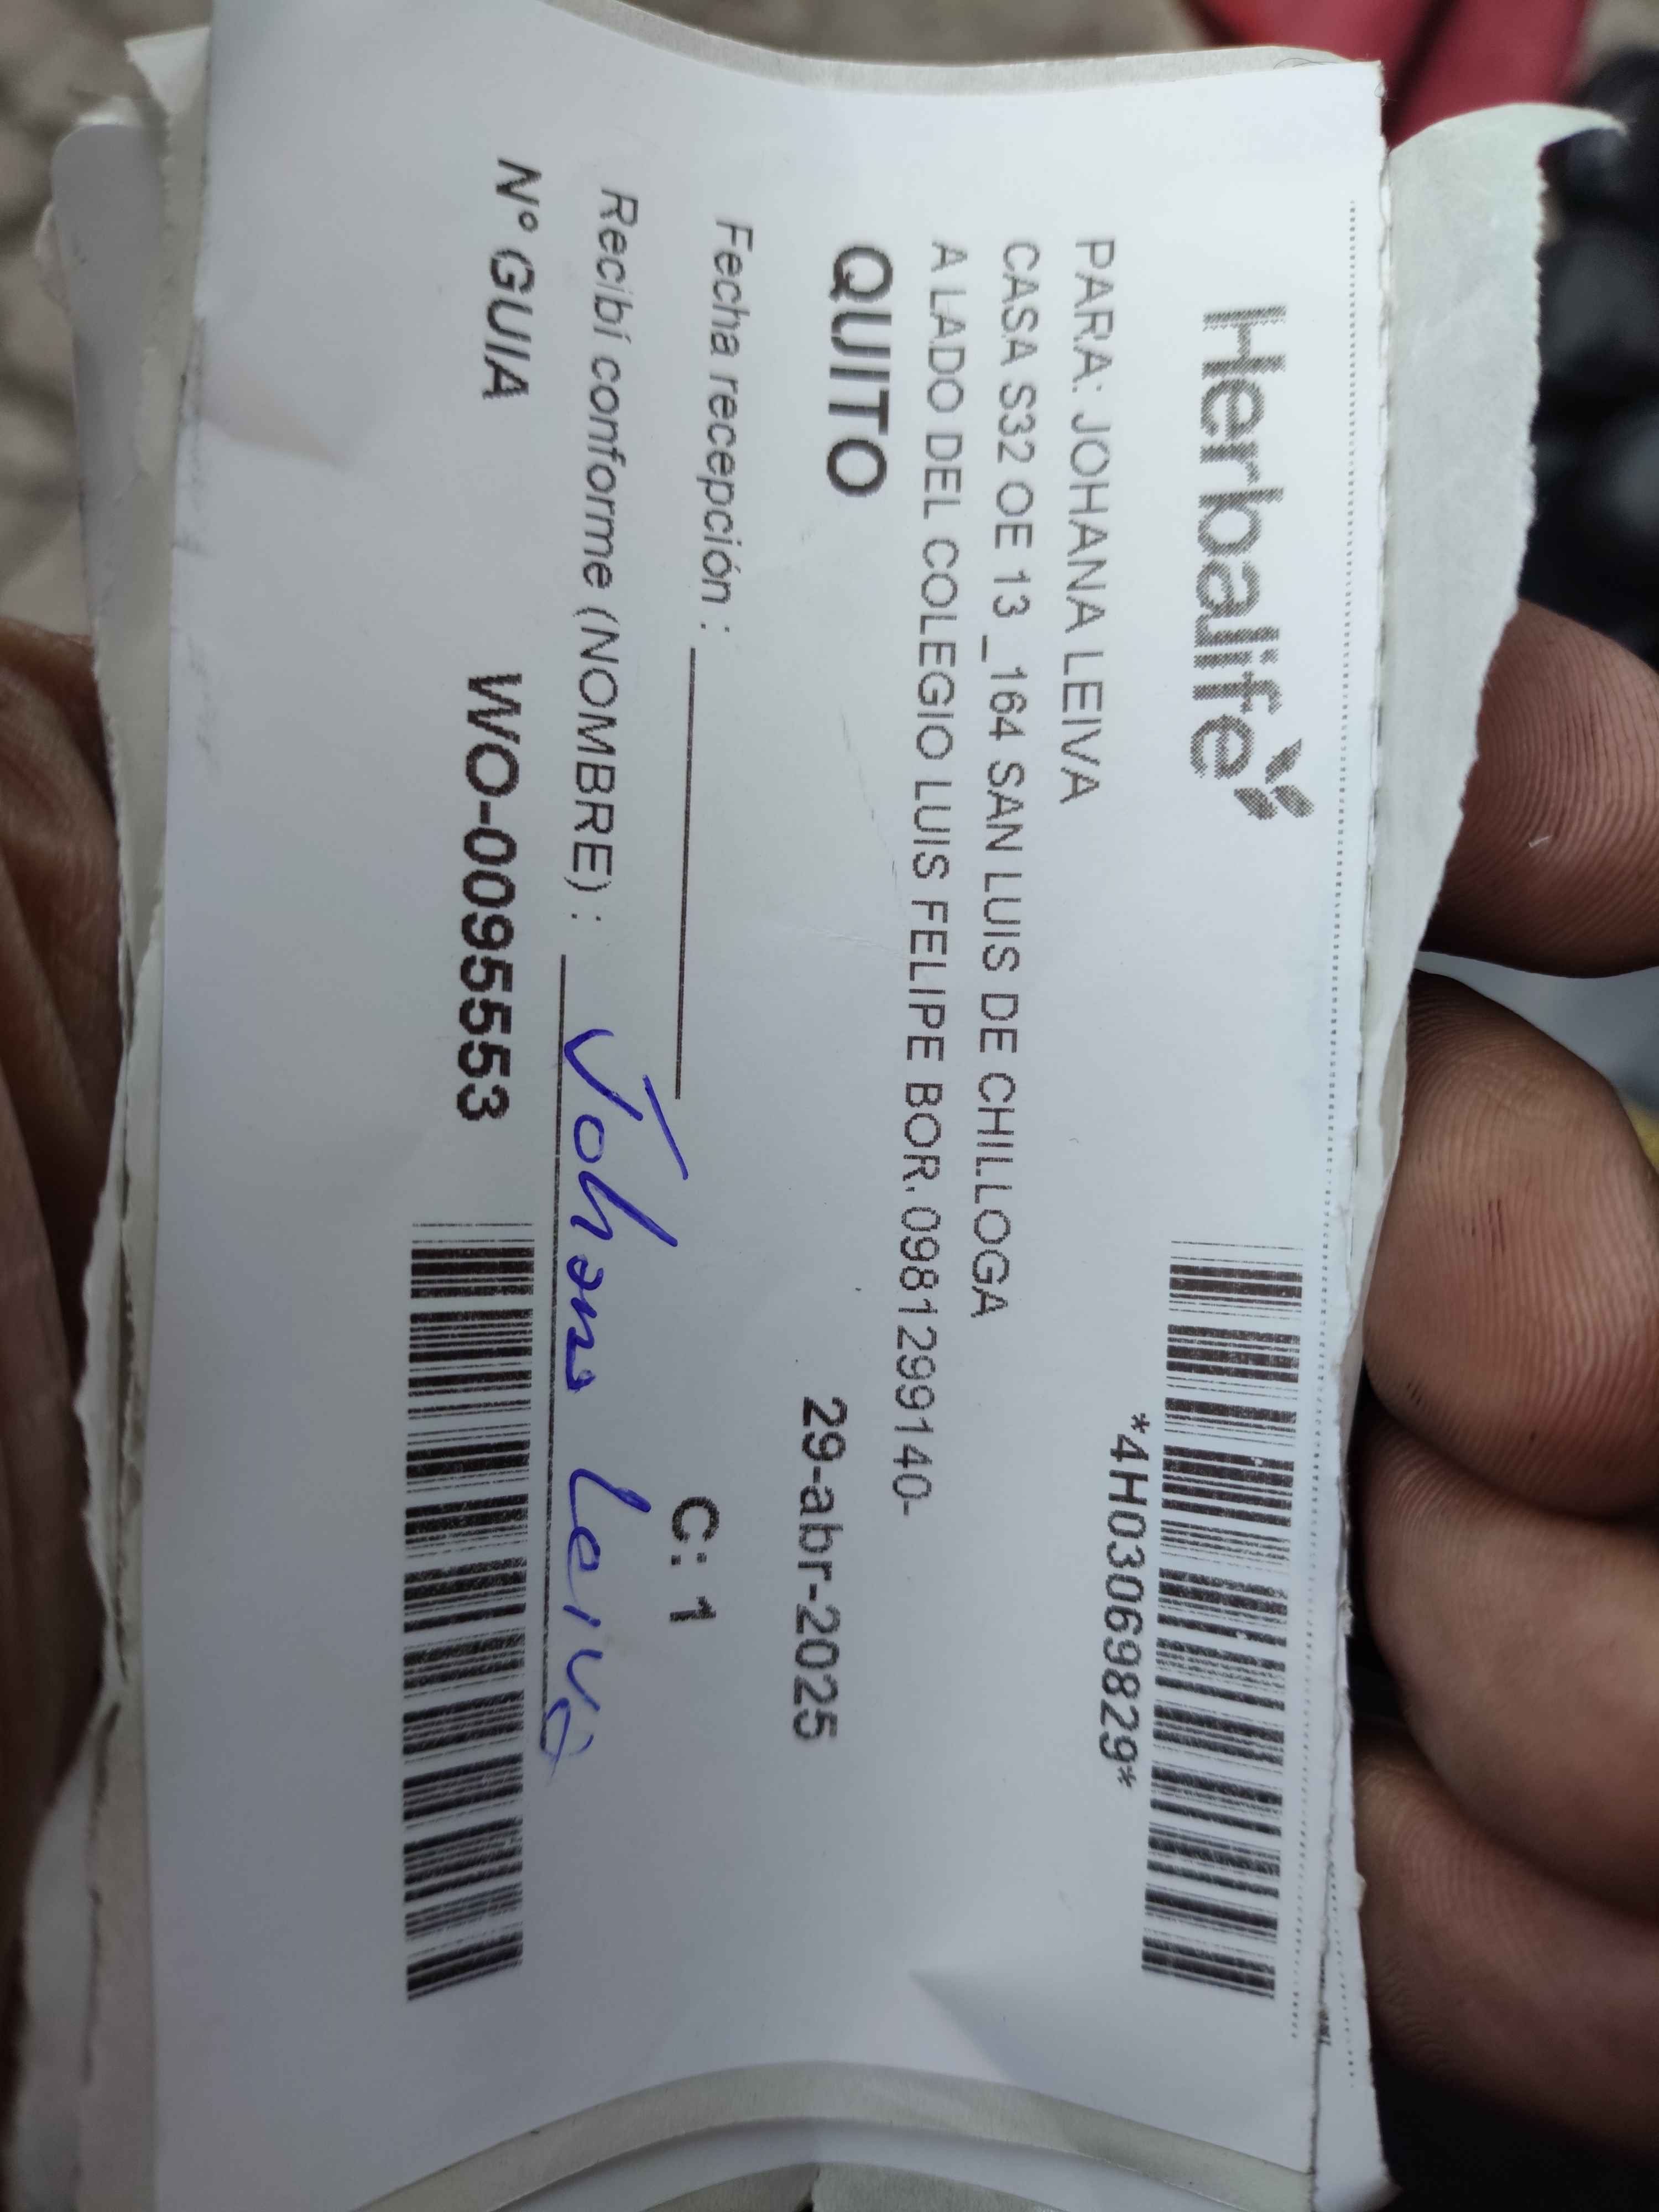 Herbalife
*4H03069829*
PARA: JOHANA LEIVA
CASA S32 OE 13_164 SAN LUIS DE CHILLOGA
A LADO DEL COLEGIO LUIS FELIPE BOR. 0981299140-
QUITO
29-abr-2025
Fecha recepción :
C: 1
Recibí conforme (NOMBRE) : Johana Leiva
N° GUIA WO-0095553